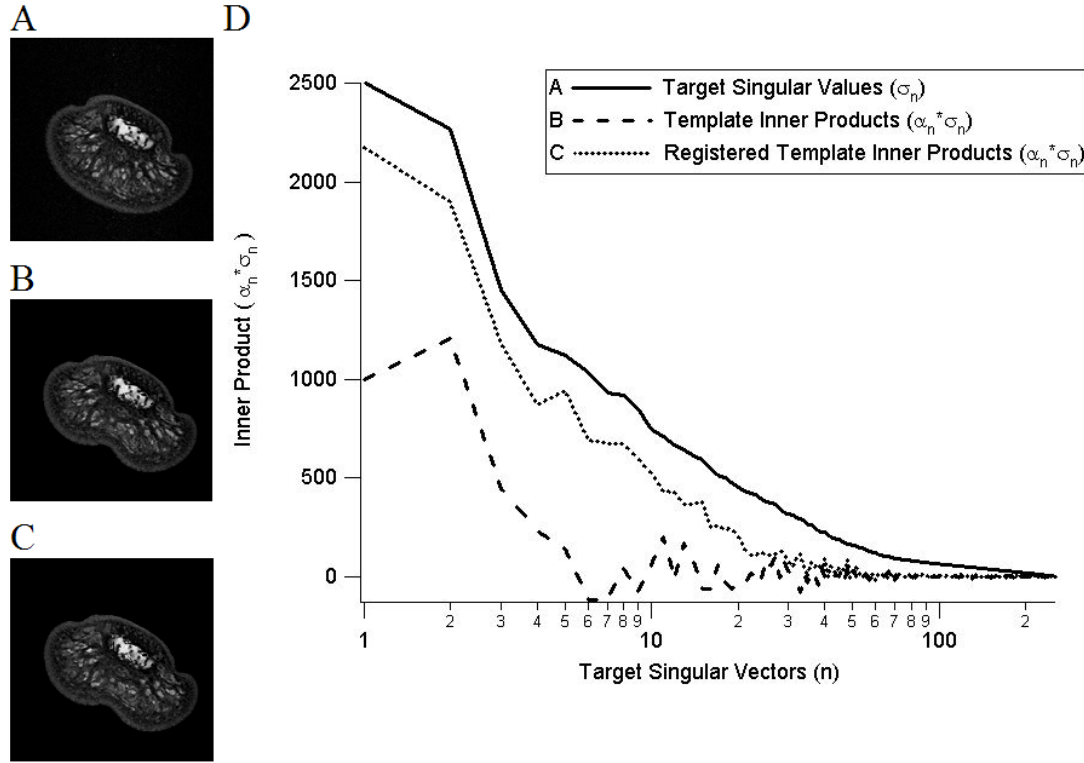 A
B
C
D
A Target Singular Values (σn)
B Template Inner Products (αn*σn)
C Registered Template Inner Products (αn*σn)
Inner Product ( αn*σn )
2500
2000
1500
1000
500
0
1 2 3 4 5 6 7 8 9 10 2 3 4 5 6 7 8 9 100 2
Target Singular Vectors (n)